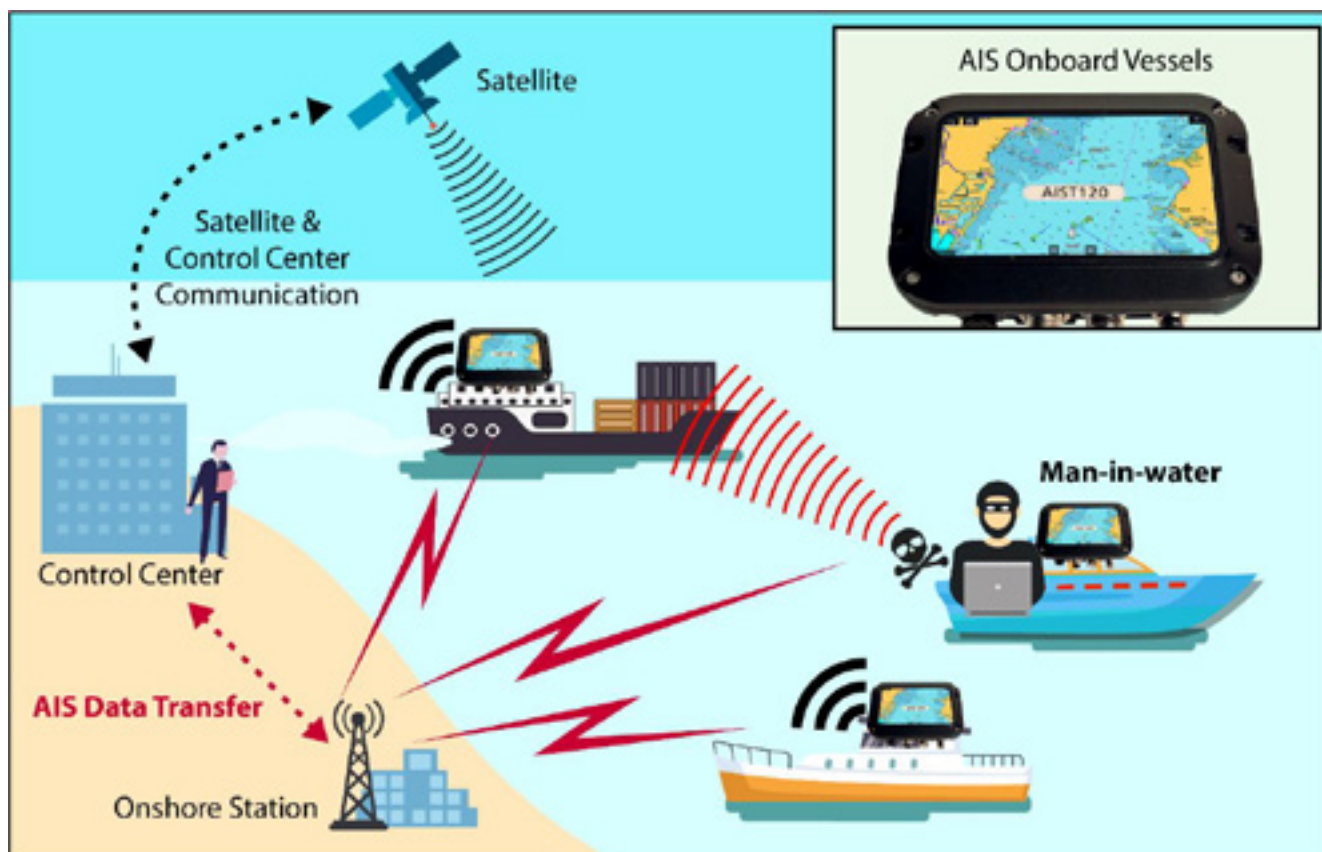 Satellite
AIS Onboard Vessels
AIST120
Satellite &
Control Center
Communication
Man-in-water
Control Center
AIS Data Transfer
Onshore Station